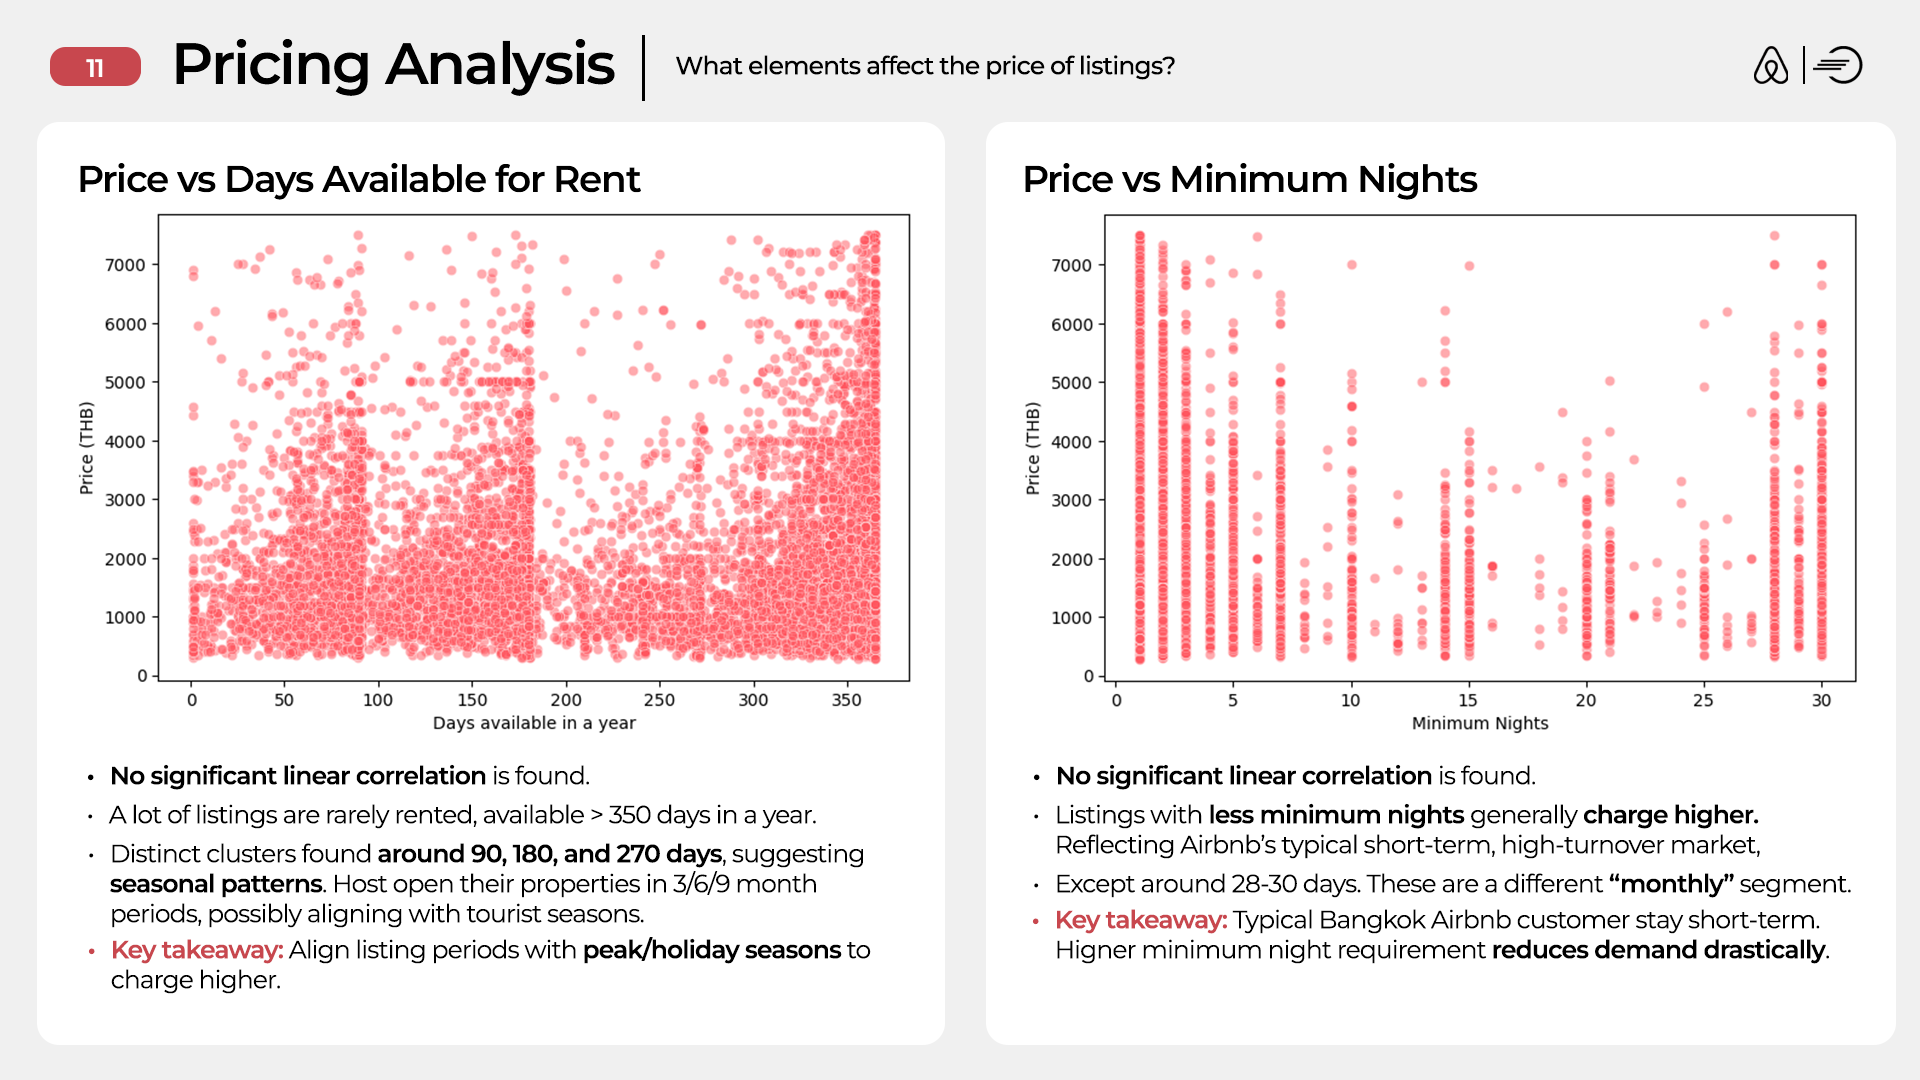 11
Pricing Analysis
What elements affect the price of listings?
Price vs Days Available for Rent
7000
6000
5000
4000
3000
2000
1000
0
Price (THB)
0 50 100 150 200 250 300 350
Days available in a year
• No significant linear correlation is found.
• A lot of listings are rarely rented, available > 350 days in a year.
• Distinct clusters found around 90, 180, and 270 days, suggesting
seasonal patterns. Host open their properties in 3/6/9 month
periods, possibly aligning with tourist seasons.
• Key takeaway: Align listing periods with peak/holiday seasons to
charge higher.
Price vs Minimum Nights
7000
6000
5000
4000
3000
2000
1000
0
Price (THB)
0 5 10 15 20 25 30
Minimum Nights
• No significant linear correlation is found.
• Listings with less minimum nights generally charge higher.
Reflecting Airbnb’s typical short-term, high-turnover market,
• Except around 28-30 days. These are a different “monthly” segment.
• Key takeaway: Typical Bangkok Airbnb customer stay short-term.
Higner minimum night requirement reduces demand drastically.